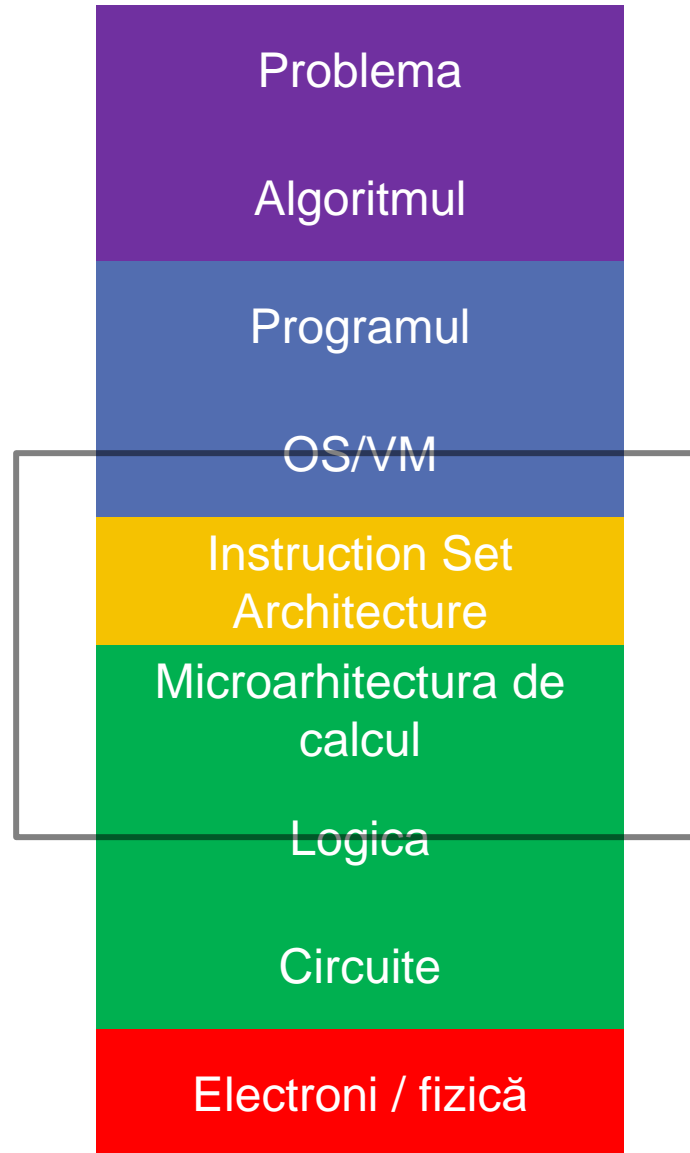 Problema
Algoritmul
Programul
OS/VM
Instruction Set
Architecture
Microarhitectura de
calcul
Logica
Circuite
Electroni / fizică